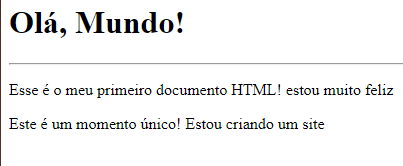 Olá, Mundo!
Esse é o meu primeiro documento HTML! estou muito feliz
Este é um momento único! Estou criando um site